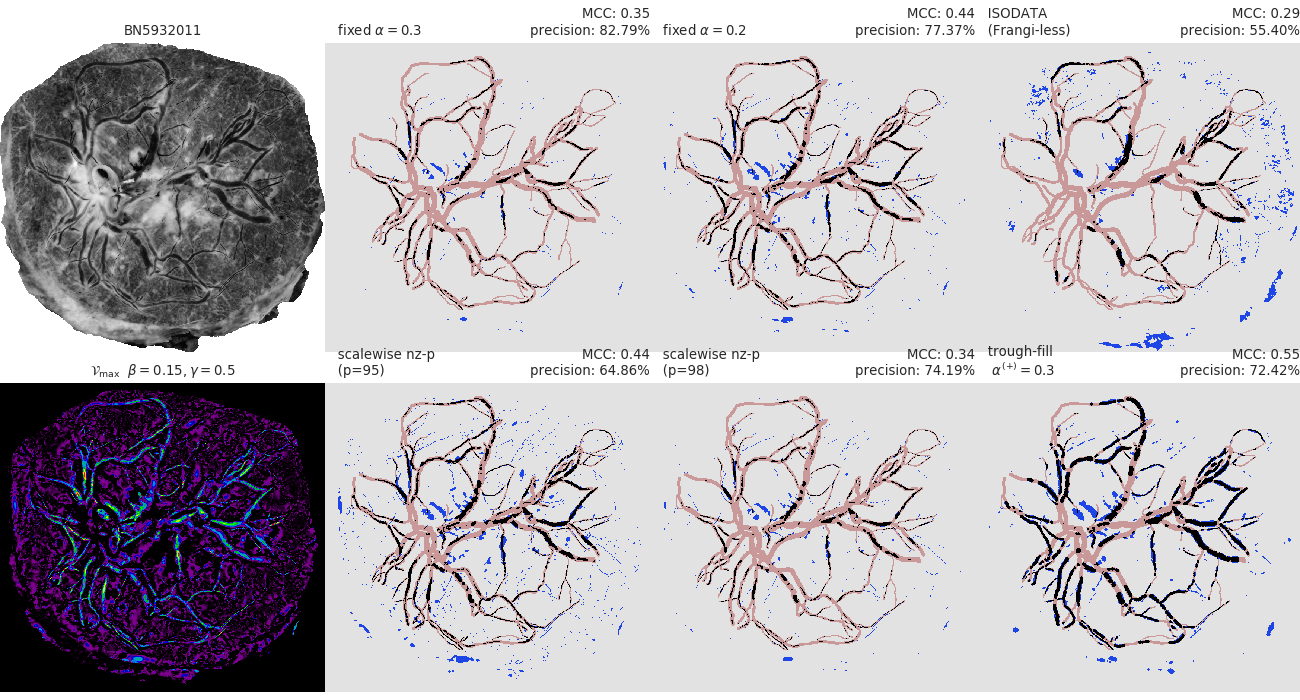 BN5932011
fixed α = 0.3
MCC: 0.35
precision: 82.79%
fixed α = 0.2
MCC: 0.44
precision: 77.37%
ISODATA
(Frangi-less)
MCC: 0.29
precision: 55.40%
𝒱max β = 0.15, γ = 0.5
scalewise nz-p
(p=95)
MCC: 0.44
precision: 64.86%
scalewise nz-p
(p=98)
MCC: 0.34
precision: 74.19%
trough-fill
α(+) = 0.3
MCC: 0.55
precision: 72.42%